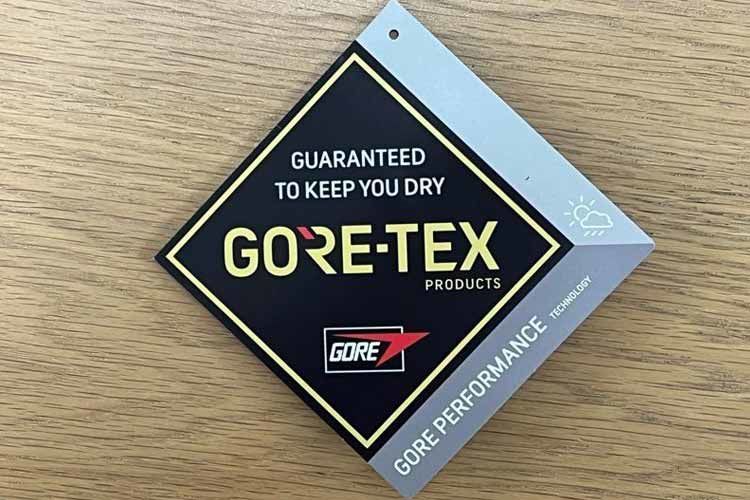 GUARANTEED
TO KEEP YOU DRY
GORE-TEX
PRODUCTS
GORE
GORE PERFORMANCE TECHNOLOGY